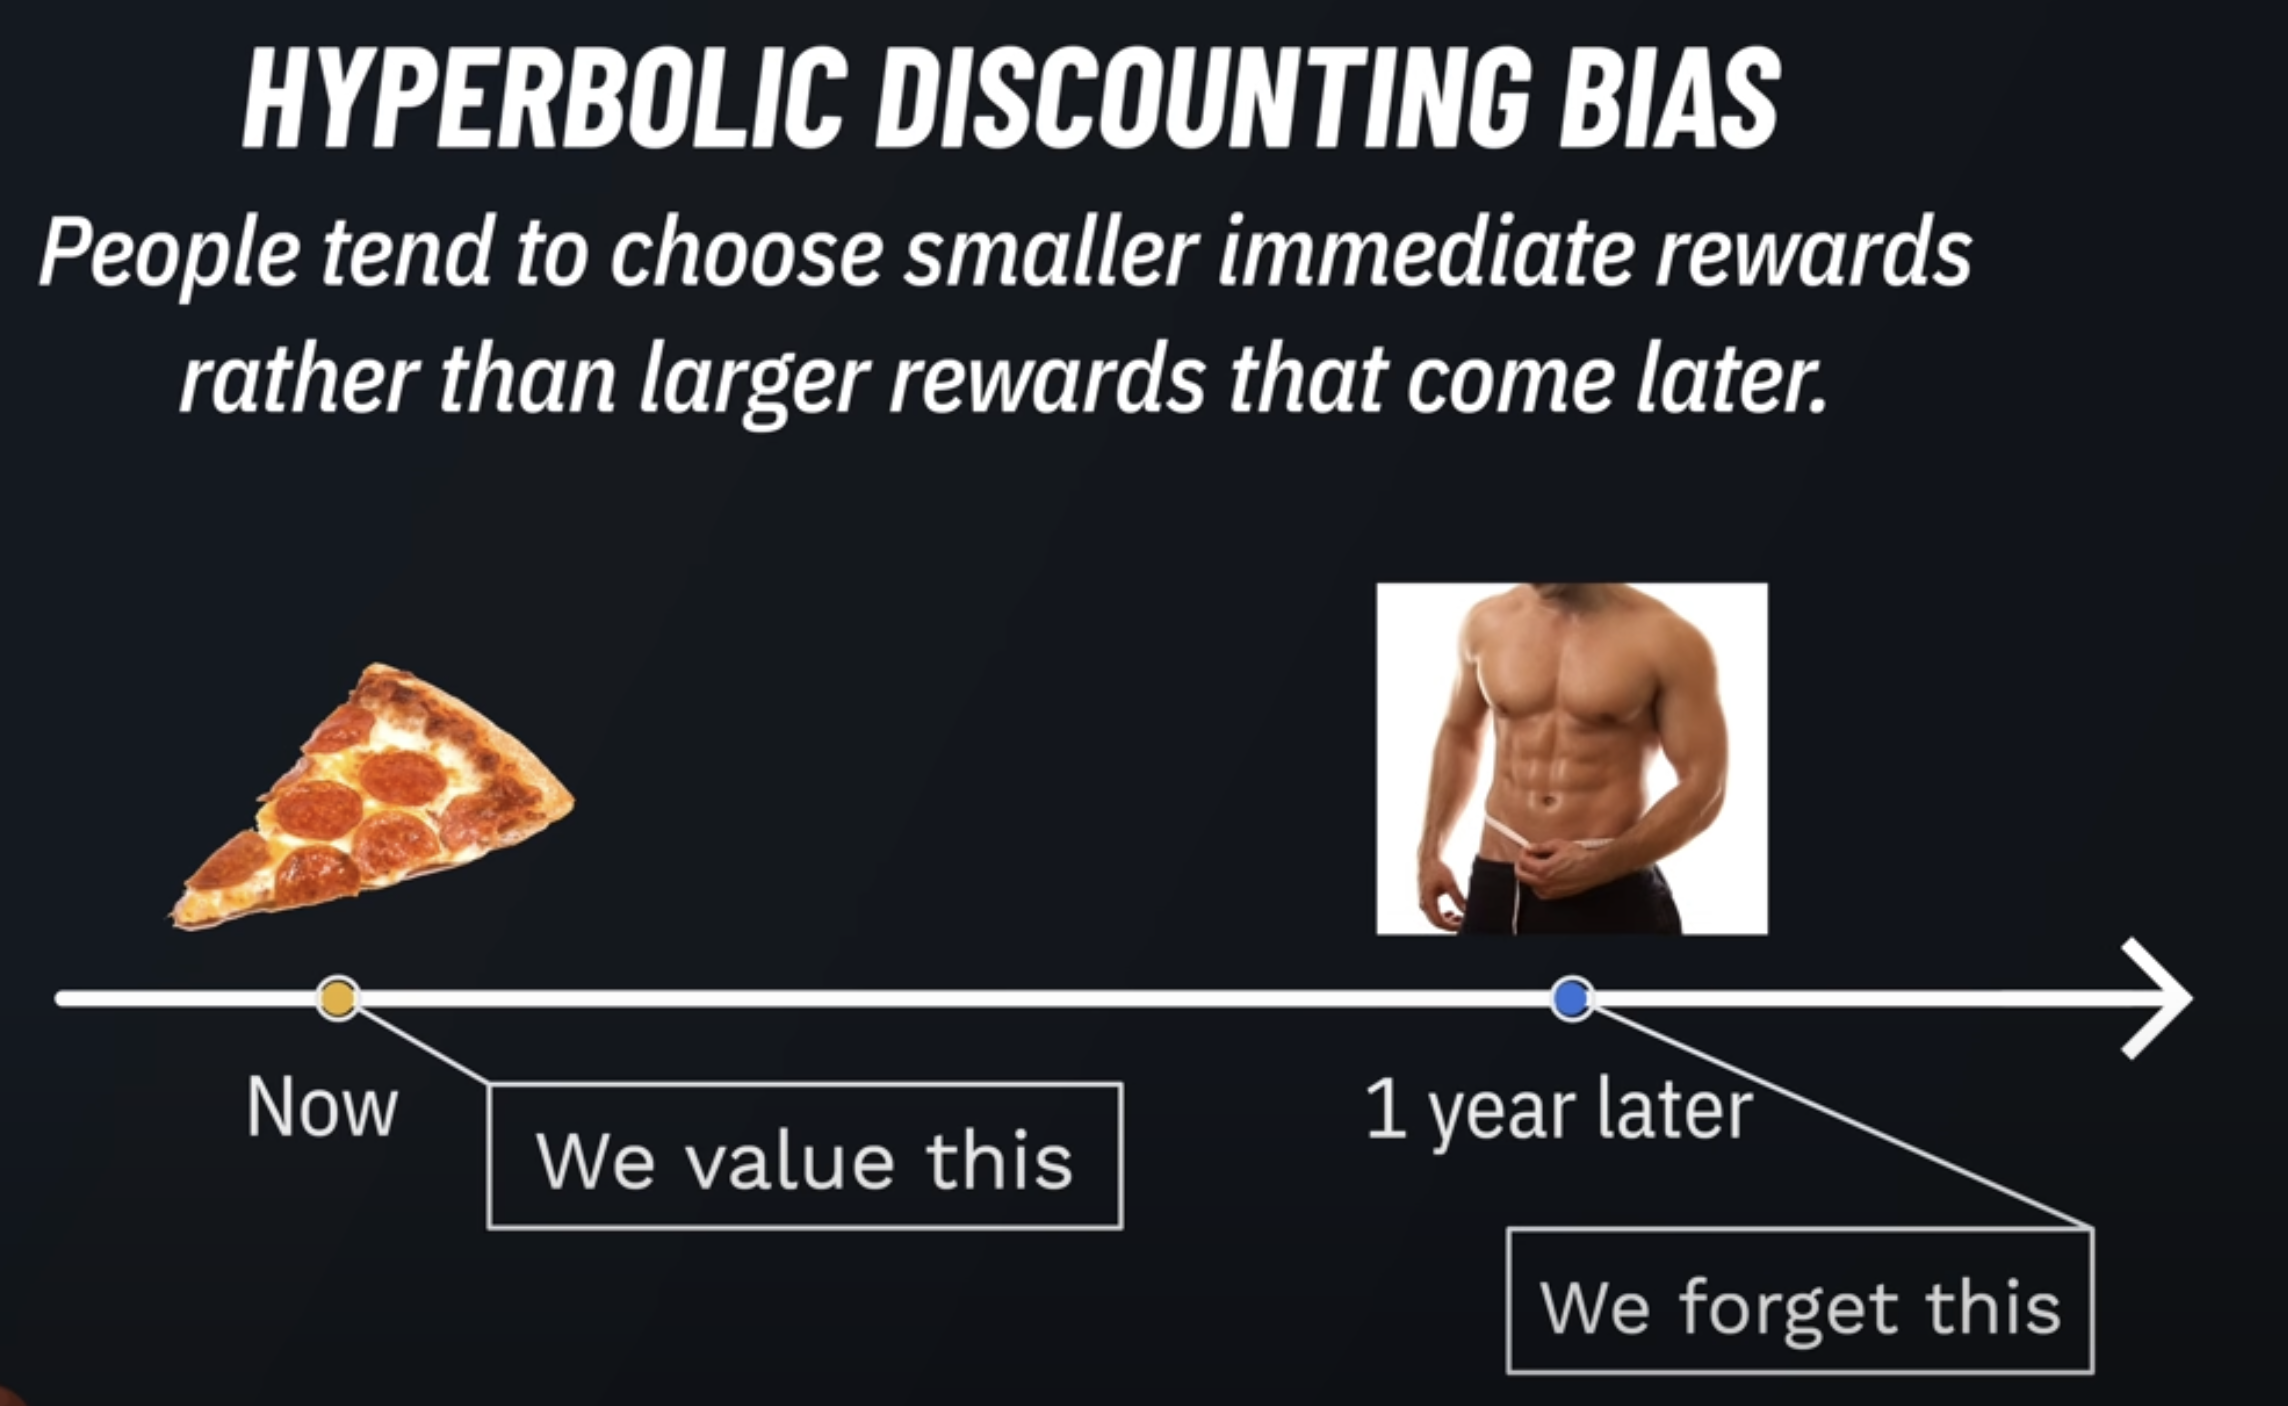 HYPERBOLIC DISCOUNTING BIAS
People tend to choose smaller immediate rewards
rather than larger rewards that come later.
Now
1 year later
We value this
We forget this